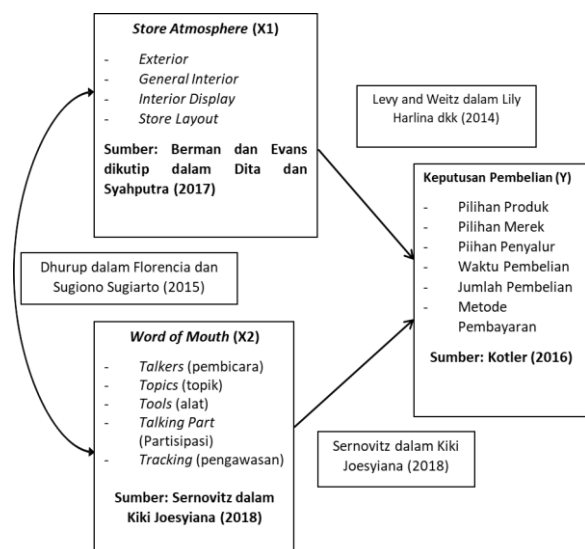 Store Atmosphere (X1)
- Exterior
- General Interior
- Interior Display
- Store Layout
Sumber: Berman dan Evans
dikutip dalam Dita dan
Syahputra (2017)
Levy and Weitz dalam Lily
Harlina dkk (2014)
Keputusan Pembelian (Y)
- Pilihan Produk
- Pilihan Merek
- Piihan Penyalur
- Waktu Pembelian
- Jumlah Pembelian
- Metode
Pembayaran
Sumber: Kotler (2016)
Dhurup dalam Florencia dan
Sugiono Sugiarto (2015)
Word of Mouth (X2)
- Talkers (pembicara)
- Topics (topik)
- Tools (alat)
- Talking Part
(Partisipasi)
- Tracking (pengawasan)
Sumber: Sernovitz dalam
Kiki Joesyiana (2018)
Sernovitz dalam Kiki
Joesyiana (2018)